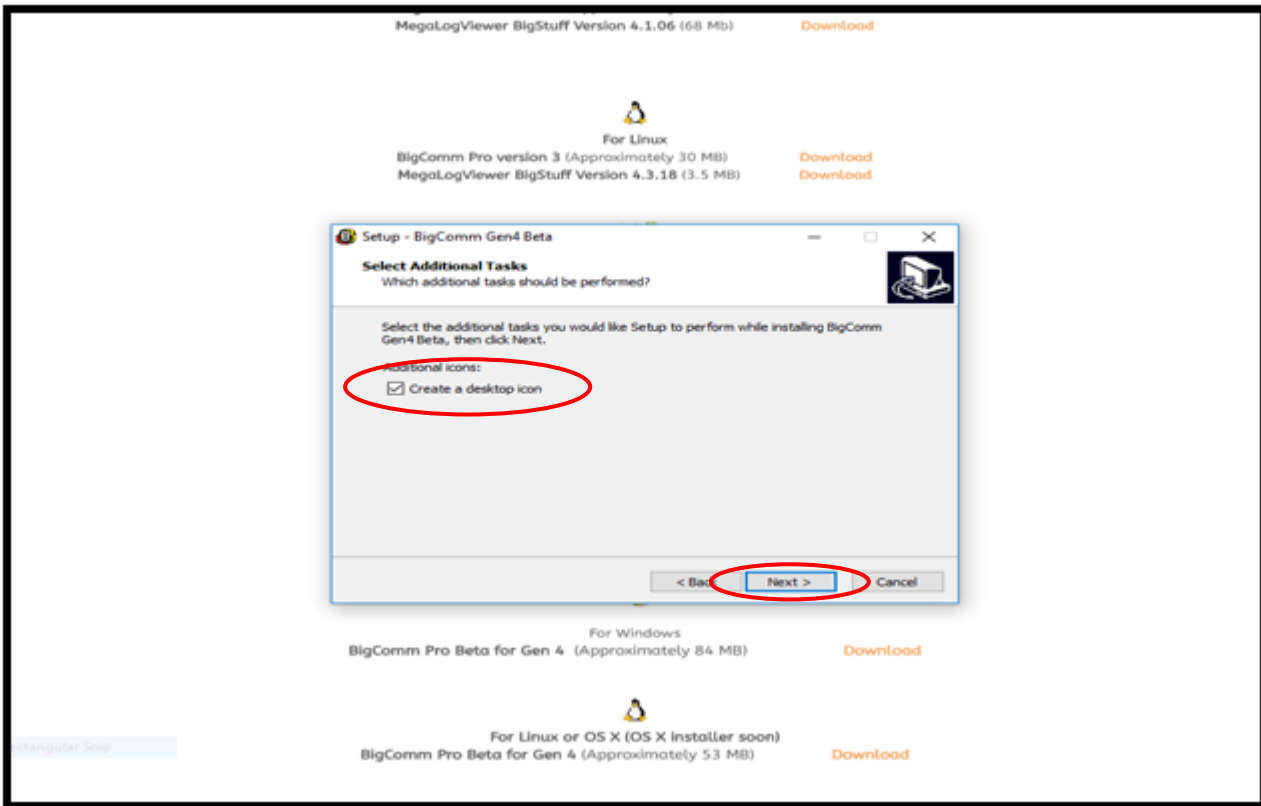 MegaLogViewer BigStuff Version 4.1.06 (68 Mb) Download
For Linux
BigComm Pro version 3 (Approximately 30 MB) Download
MegaLogViewer BigStuff Version 4.3.18 (3.5 MB) Download
Setup - BigComm Gen4 Beta
Select Additional Tasks
Which additional tasks should be performed?
Select the additional tasks you would like Setup to perform while installing BigComm
Gen4 Beta, then click Next.
Additional icons:
Create a desktop icon
< Back Next > Cancel
For Windows
BigComm Pro Beta for Gen 4 (Approximately 84 MB) Download
For Linux or OS X (OS X Installer soon)
ectangular Snip
BigComm Pro Beta for Gen 4 (Approximately 53 MB) Download